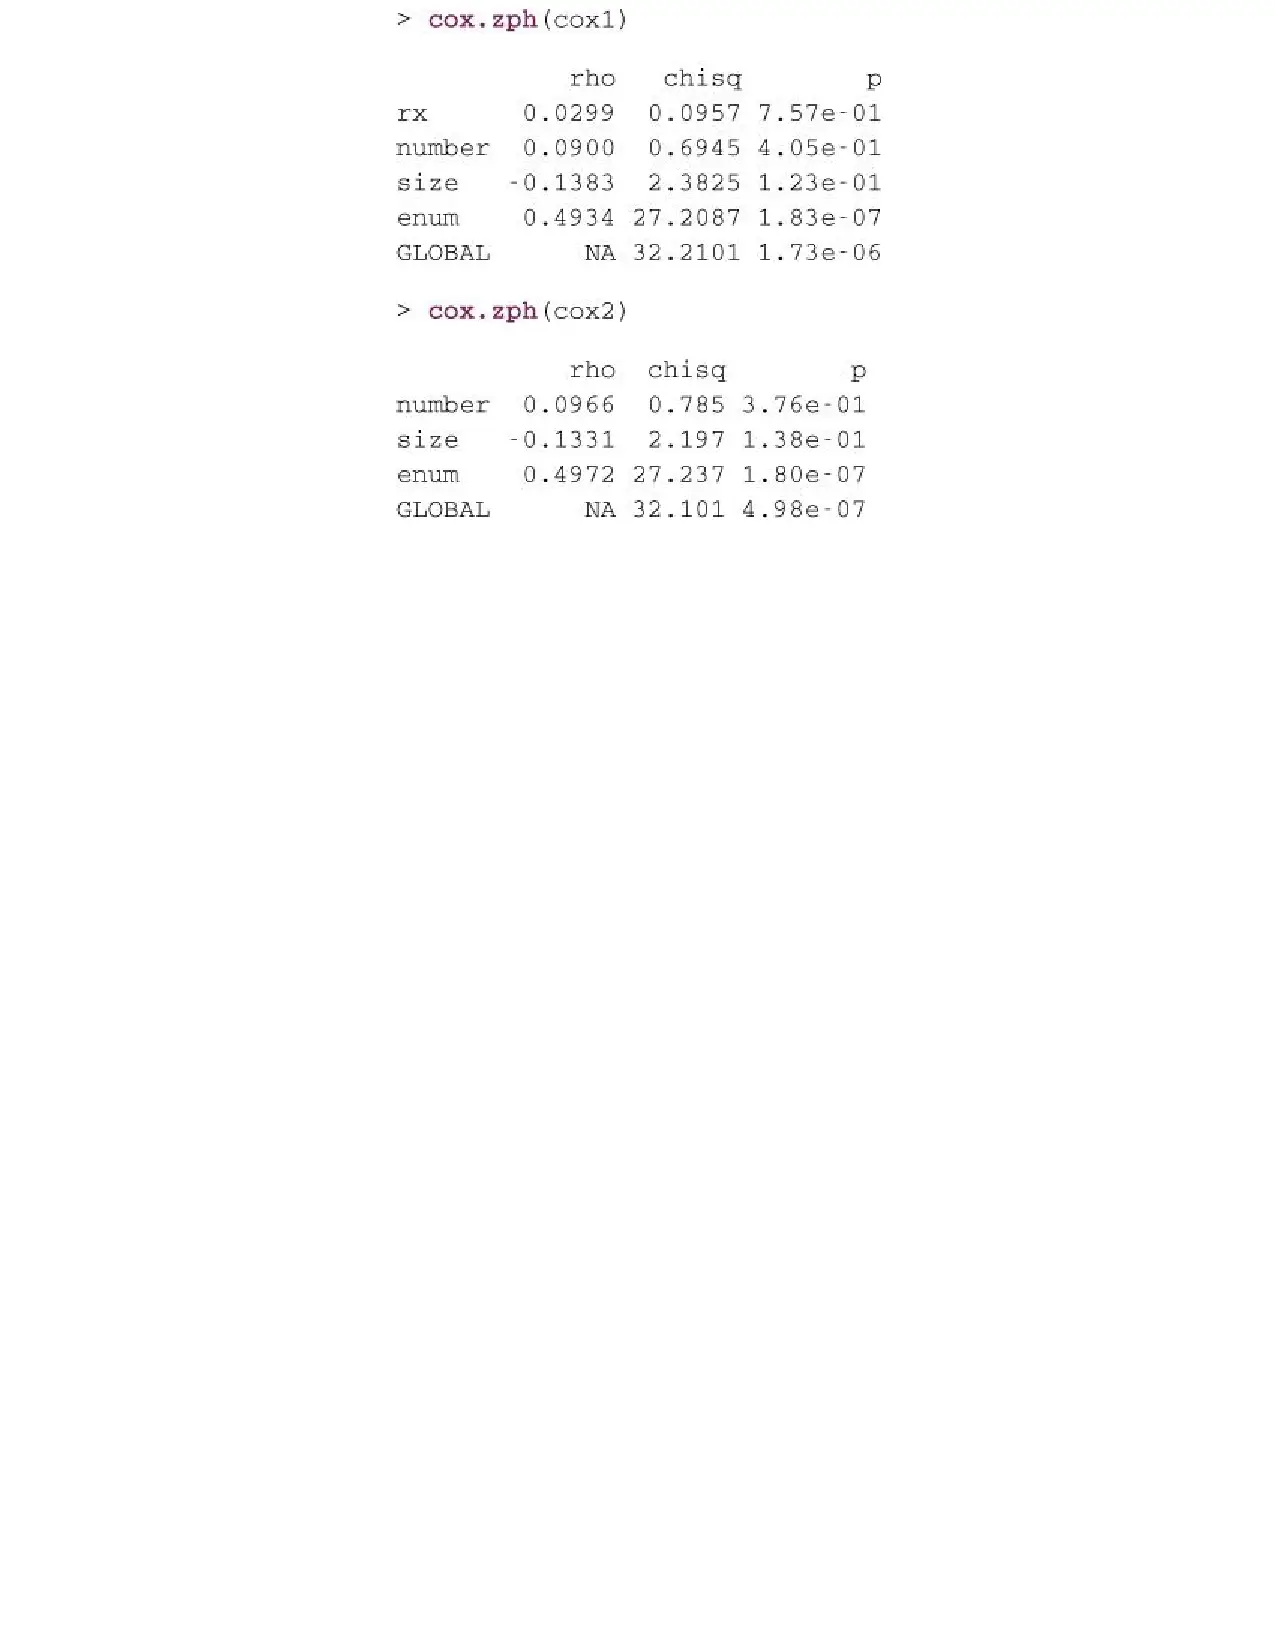 > cox.zph(cox1)
rho chisq p
rx 0.0299 0.0957 7.57e-01
number 0.0900 0.6945 4.05e-01
size -0.1383 2.3825 1.23e-01
enum 0.4934 27.2087 1.83e-07
GLOBAL NA 32.2101 1.73e-06
> cox.zph(cox2)
rho chisq p
number 0.0966 0.785 3.76e-01
size -0.1331 2.197 1.38e-01
enum 0.4972 27.237 1.80e-07
GLOBAL NA 32.101 4.98e-07